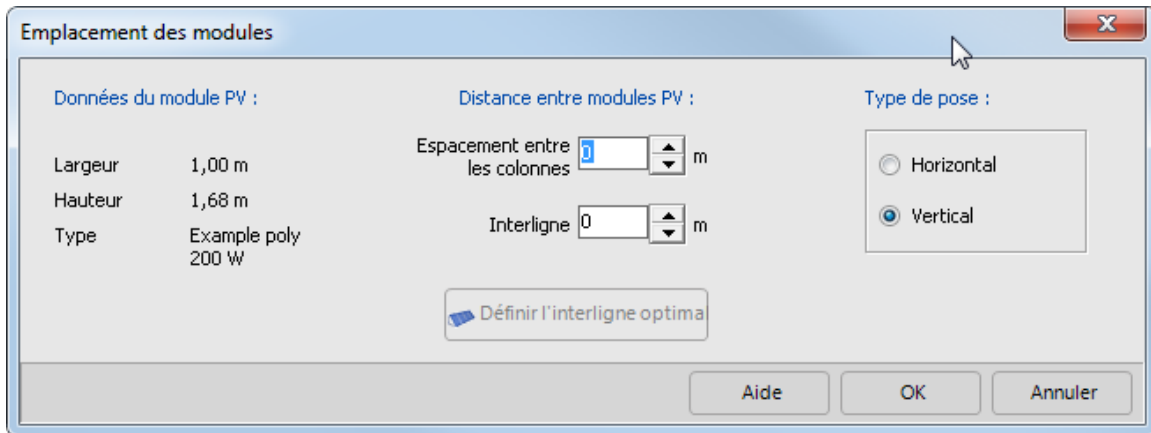 Emplacement des modules
Données du module PV :
Distance entre modules PV :
Type de pose :
Largeur 1,00 m
Hauteur 1,68 m
Type Example poly
200 W
Espacement entre
les colonnes 0 m
Interligne 0 m
Horizontal
Vertical
Définir l'interligne optimal
Aide
OK
Annuler